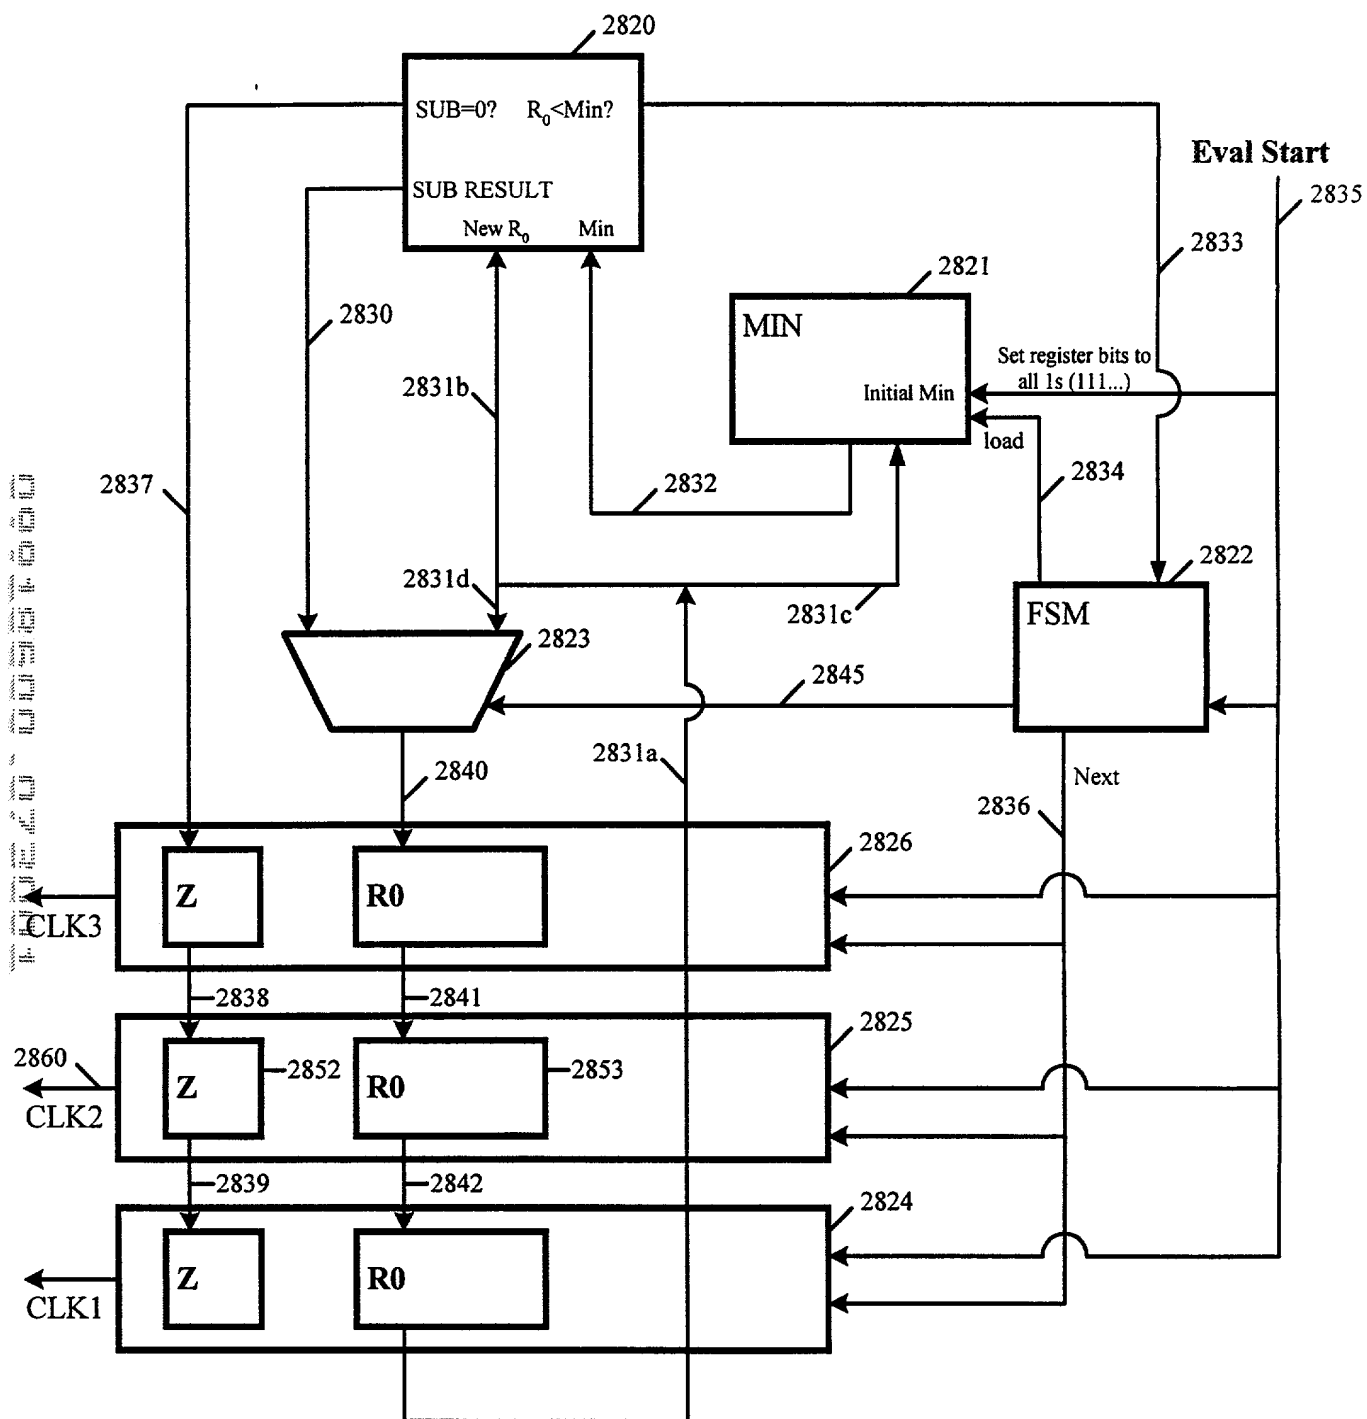 2820
SUB=0? R0<Min?
Eval Start
SUB RESULT
2835
New R0 Min
2833
2821
2830
MIN
Set register bits to
all 1s (111...)
2831b
Initial Min
load
2837
2832
2834
2822
2831d
2831c
FSM
2823
2845
2831a
2840
Next
2836
2826
Z R0
CLK3
2838 2841
2825
2860
2852 2853
Z R0
CLK2
2839 2842
2824
Z R0
CLK1